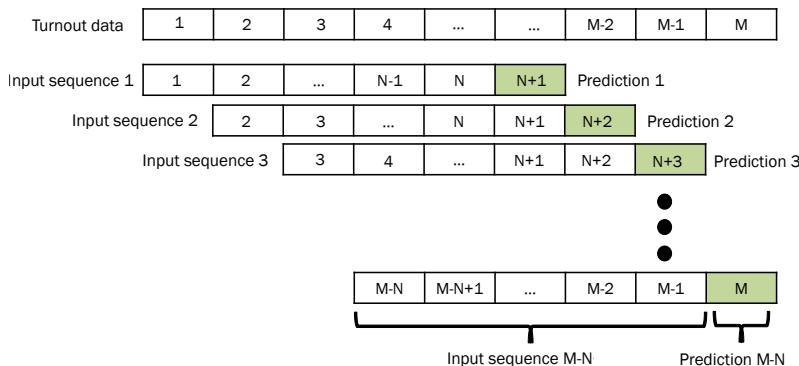 Turnout data 1 2 3 4 ... ... M-2 M-1 M
Input sequence 1 1 2 ... N-1 N N+1 Prediction 1
Input sequence 2 2 3 ... N N+1 N+2 Prediction 2
Input sequence 3 3 4 ... N+1 N+2 N+3 Prediction 3
M-N M-N+1 ... M-2 M-1 M
Input sequence M-N Prediction M-N